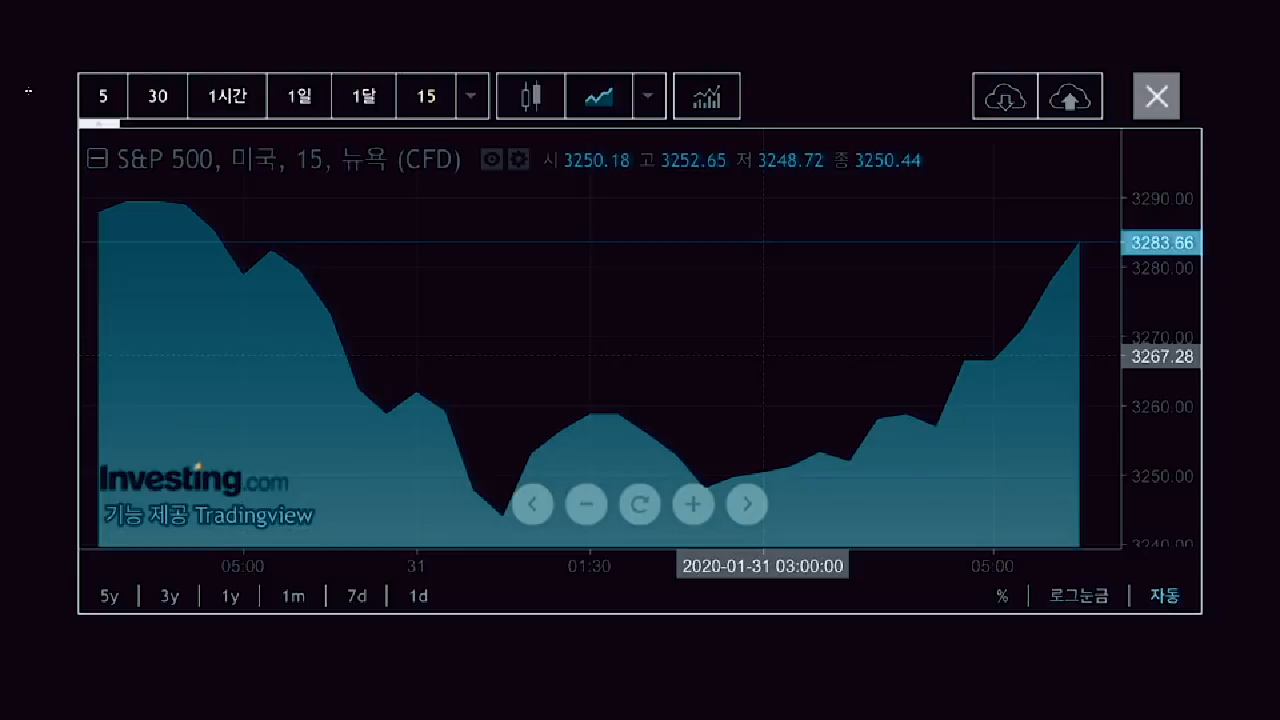 5 30 1시간 1일 1달 15
S&P 500, 미국, 15, 뉴욕 (CFD) 시 3250.18 고 3252.65 저 3248.72 종 3250.44
3290.00
3283.66
3280.00
3270.00
3267.28
3260.00
3250.00
3240.00
Investing.com
기능 제공 Tradingview
05:00 31 01:30 2020-01-31 03:00:00 05:00
5y 3y 1y 1m 7d 1d % 로그눈금 자동